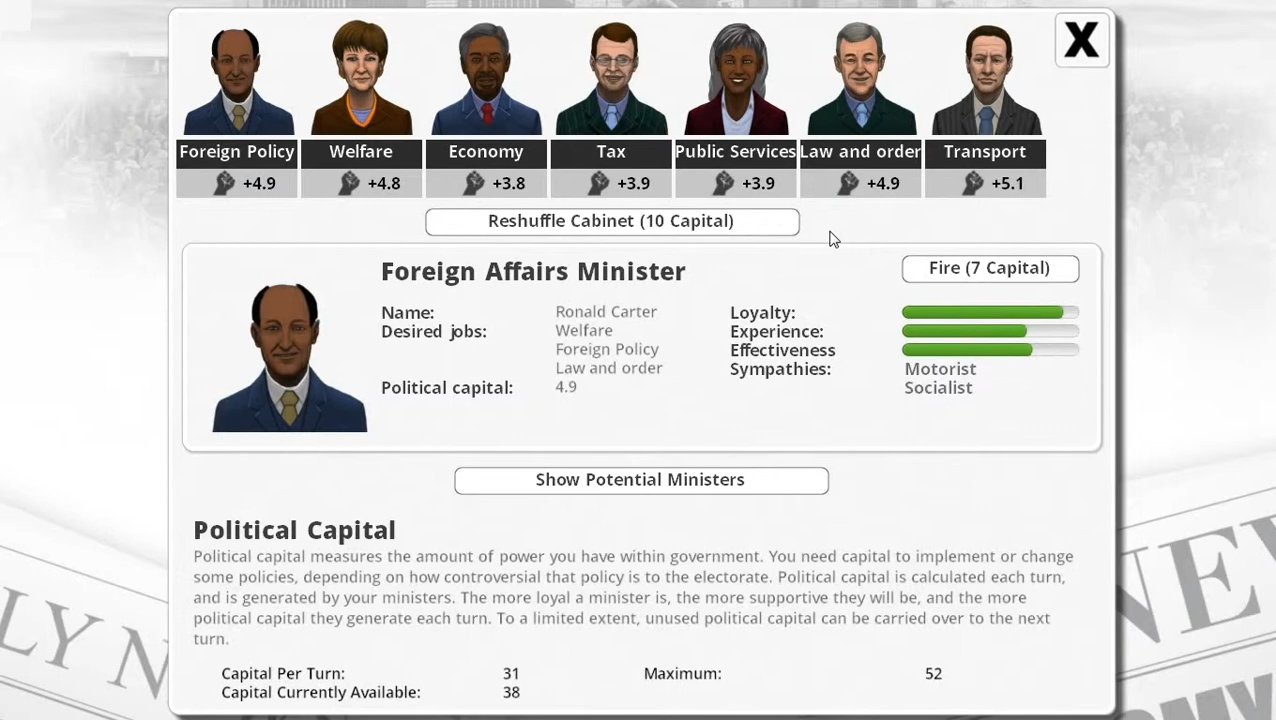 X
Foreign Policy Welfare Economy Tax Public Services Law and order Transport
+4.9 +4.8 +3.8 +3.9 +3.9 +4.9 +5.1
Reshuffle Cabinet (10 Capital)
Foreign Affairs Minister
Fire (7 Capital)
Name: Ronald Carter Loyalty:
Desired jobs: Welfare Experience:
Foreign Policy Effectiveness
Law and order Sympathies: Motorist
Political capital: 4.9 Socialist
Show Potential Ministers
Political Capital
Political capital measures the amount of power you have within government. You need capital to implement or change
some policies, depending on how controversial that policy is to the electorate. Political capital is calculated each turn,
and is generated by your ministers. The more loyal a minister is, the more supportive they will be, and the more
political capital they generate each turn. To a limited extent, unused political capital can be carried over to the next
turn.
Capital Per Turn: 31 Maximum: 52
Capital Currently Available: 38